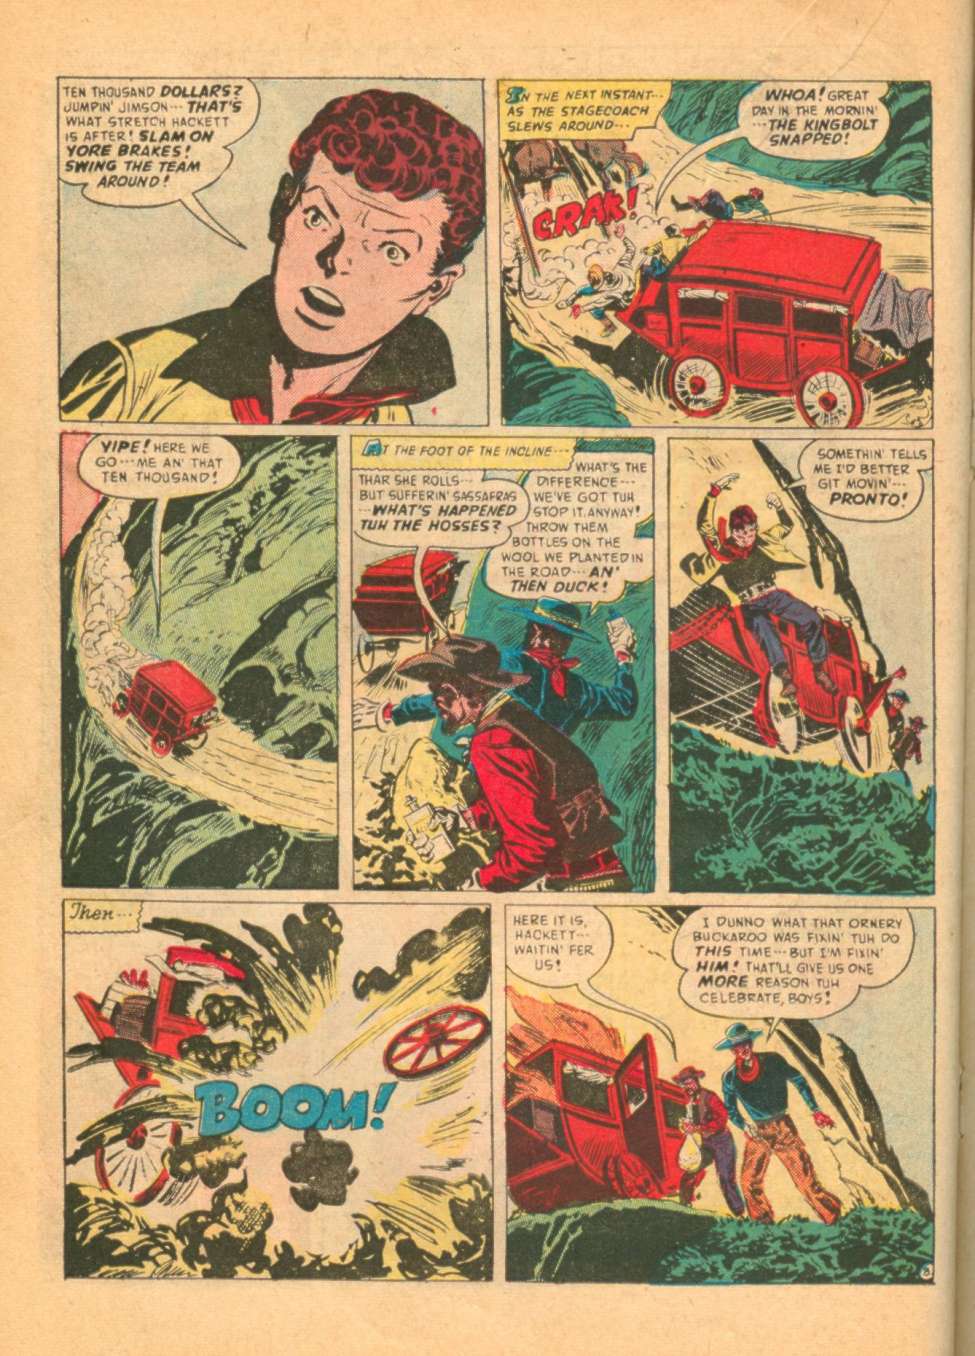 TEN THOUSAND DOLLARS?
JUMPIN' JIMSON--- THAT'S
WHAT STRETCH HACKETT
IS AFTER! SLAM ON
YORE BRAKES!
SWING THE TEAM
AROUND!
IN THE NEXT INSTANT---
AS THE STAGECOACH
SLEWS AROUND---
WHOA! GREAT
DAY IN THE MORNIN'
---THE KINGBOLT
SNAPPED!
CRAK!
YIPE! HERE WE
GO---ME AN' THAT
TEN THOUSAND!
AT THE FOOT OF THE INCLINE---
THAR SHE ROLLS---
BUT SUFFERIN' SASSAFRAS
---WHAT'S HAPPENED
TUH THE HOSSES?
WHAT'S THE
DIFFERENCE---
WE'VE GOT TUH
STOP IT, ANYWAY!
THROW THEM
BOTTLES ON THE
WOOL WE PLANTED IN
THE ROAD--- AN'
THEN DUCK!
SOMETHIN' TELLS
ME I'D BETTER
GIT MOVIN'---
PRONTO!
Then---
BOOM!
HERE IT IS,
HACKETT---
WAITIN' FER
US!
I DUNNO WHAT THAT ORNERY
BUCKAROO WAS FIXIN' TUH DO
THIS TIME---BUT I'M FIXIN'
HIM! THAT'LL GIVE US ONE
MORE REASON TUH
CELEBRATE, BOYS!
8